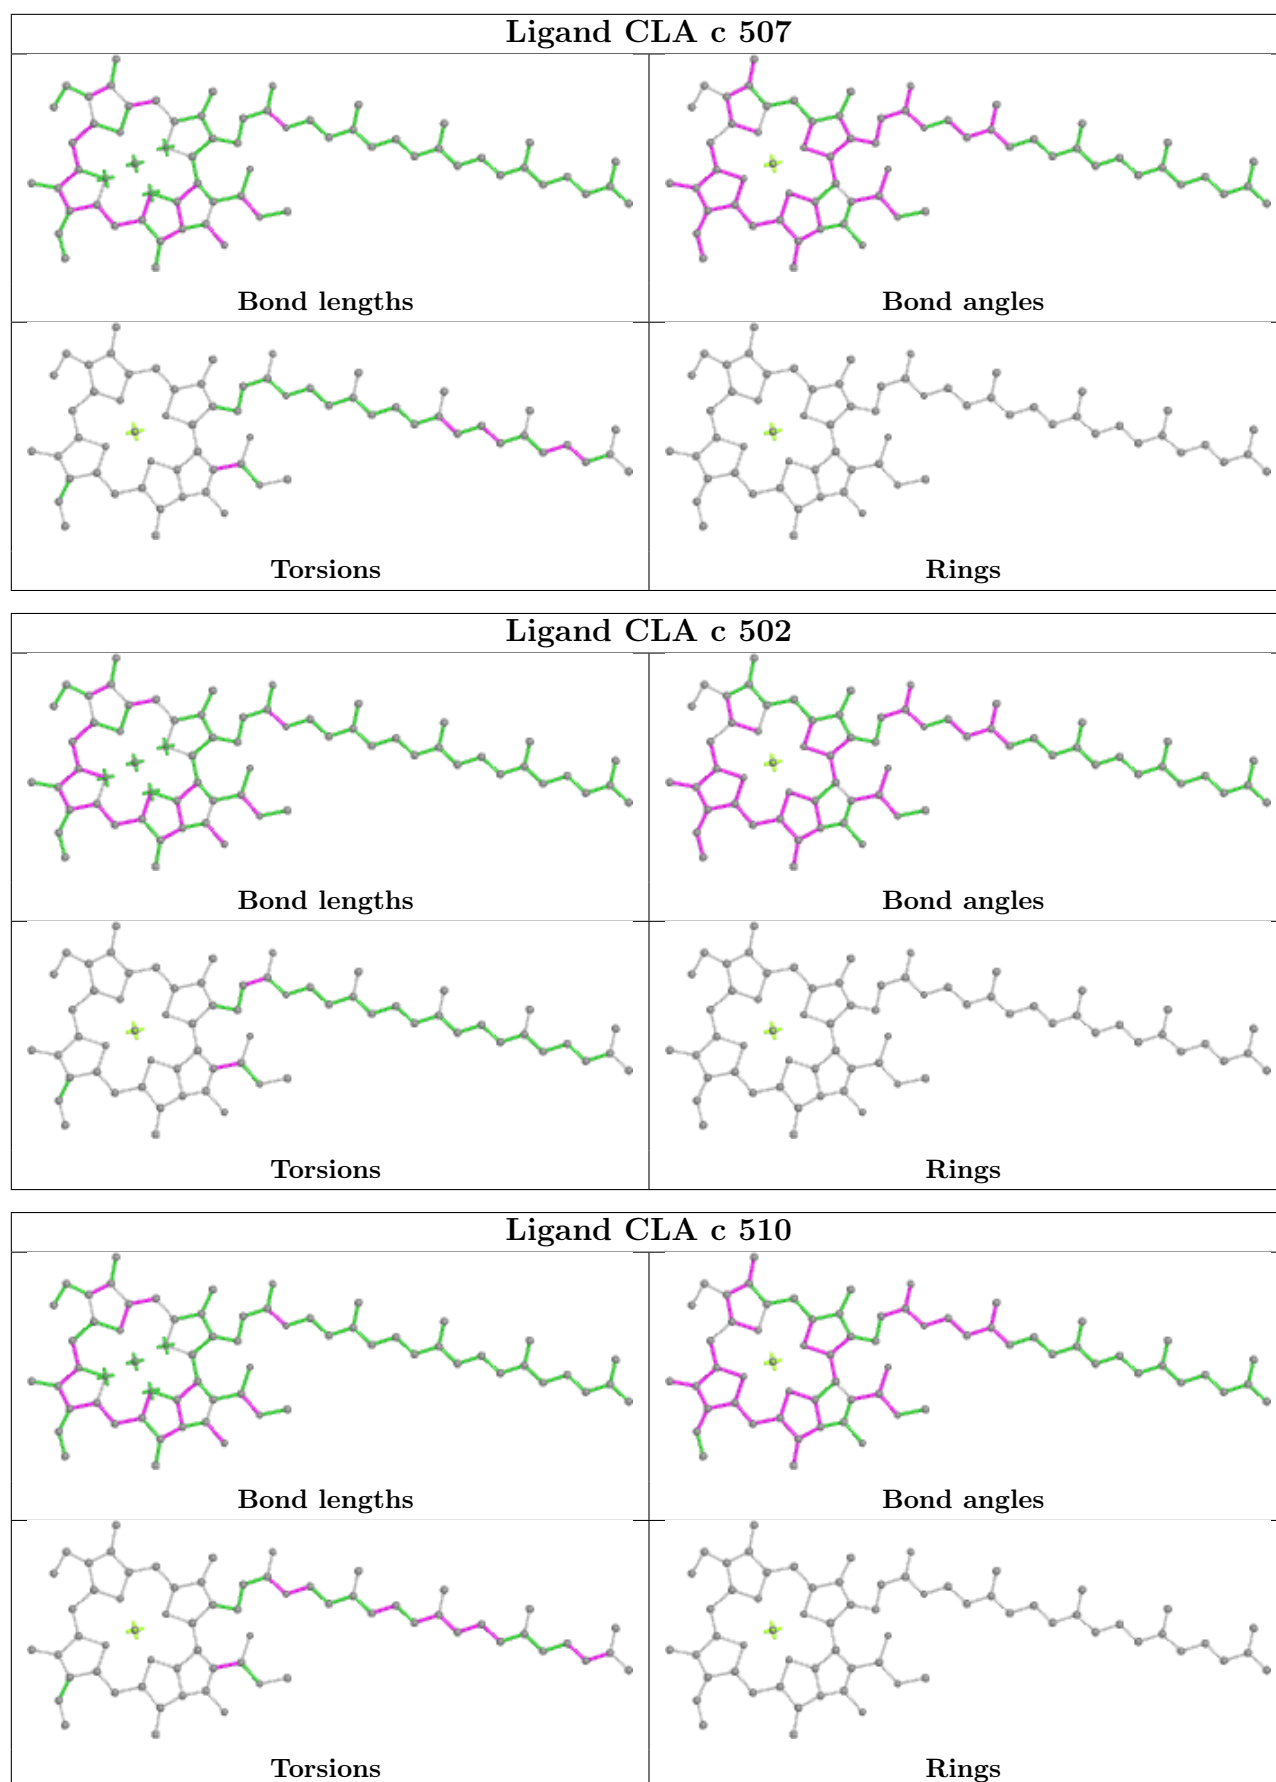 Ligand CLA c 507
Bond lengths
Bond angles
Torsions
Rings
Ligand CLA c 502
Bond lengths
Bond angles
Torsions
Rings
Ligand CLA c 510
Bond lengths
Bond angles
Torsions
Rings